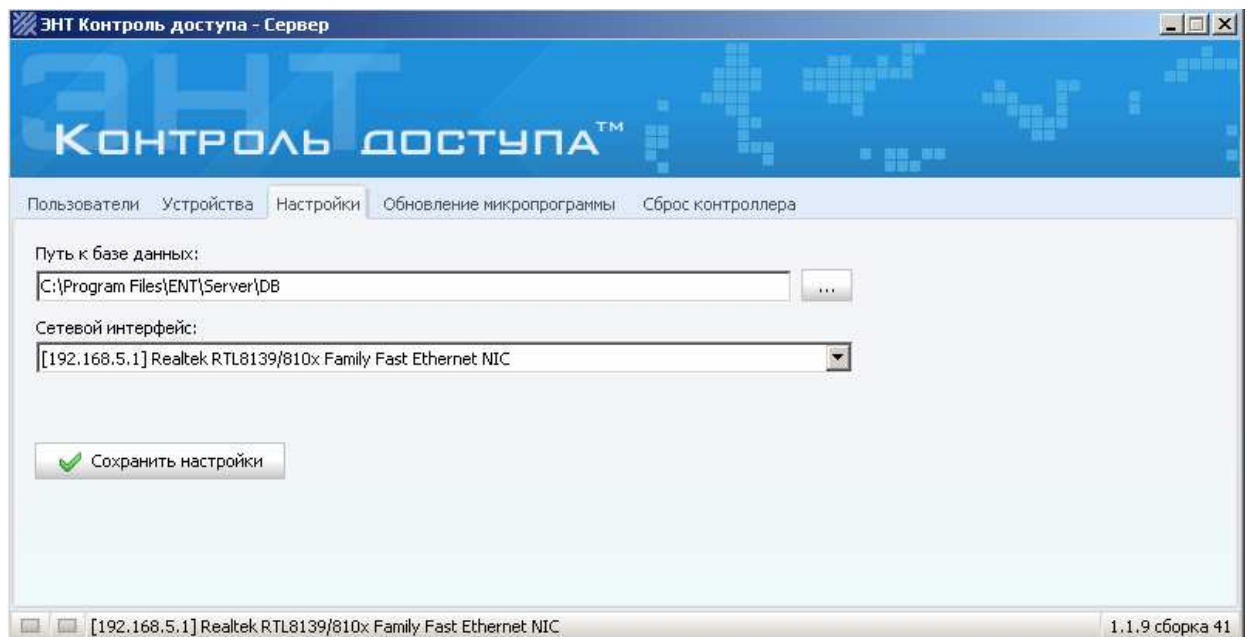 ЭНТ Контроль доступа - Сервер
ЭНТ
Контроль доступа™
Пользователи Устройства Настройки Обновление микропрограммы Сброс контроллера
Путь к базе данных:
C:\Program Files\ENT\Server\DB ...
Сетевой интерфейс:
[192.168.5.1] Realtek RTL8139/810x Family Fast Ethernet NIC
Сохранить настройки
[192.168.5.1] Realtek RTL8139/810x Family Fast Ethernet NIC 1.1.9 сборка 41